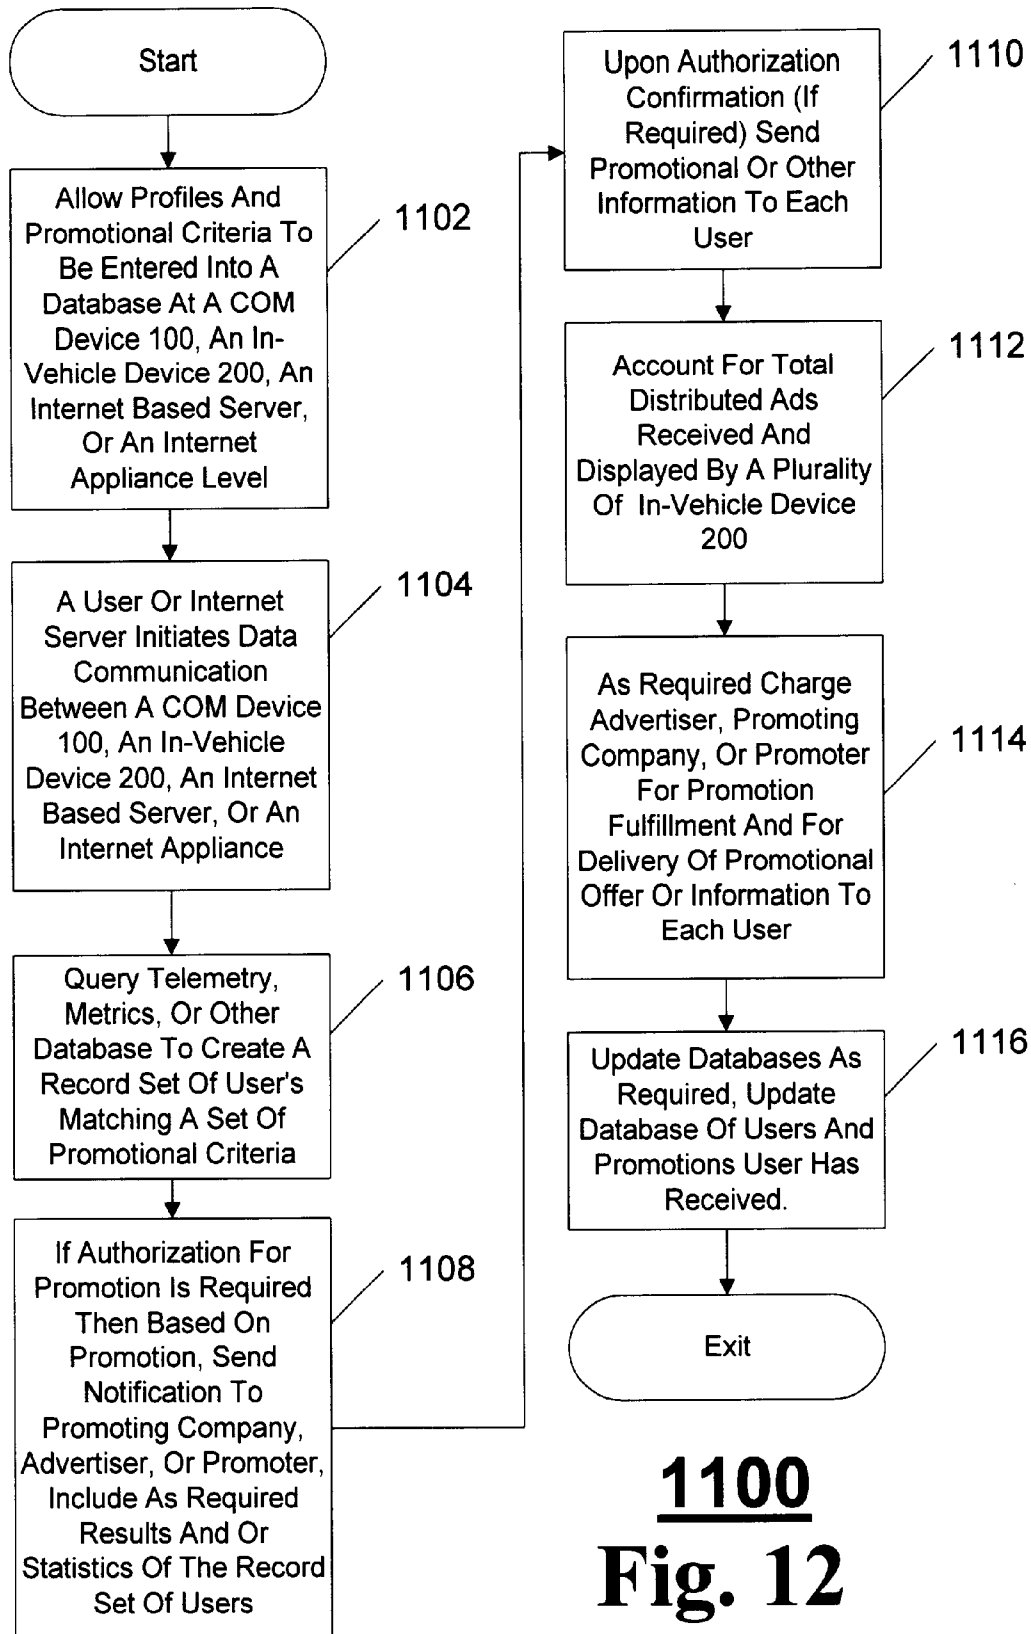 Start
Allow Profiles And
Promotional Criteria To
Be Entered Into A
Database At A COM
Device 100, An In-
Vehicle Device 200, An
Internet Based Server,
Or An Internet
Appliance Level
1102
A User Or Internet
Server Initiates Data
Communication
Between A COM Device
100, An In-Vehicle
Device 200, An Internet
Based Server, Or An
Internet Appliance
1104
Query Telemetry,
Metrics, Or Other
Database To Create A
Record Set Of User's
Matching A Set Of
Promotional Criteria
1106
If Authorization For
Promotion Is Required
Then Based On
Promotion, Send
Notification To
Promoting Company,
Advertiser, Or Promoter,
Include As Required
Results And Or
Statistics Of The Record
Set Of Users
1108
Upon Authorization
Confirmation (If
Required) Send
Promotional Or Other
Information To Each
User
1110
Account For Total
Distributed Ads
Received And
Displayed By A Plurality
Of In-Vehicle Device
200
1112
As Required Charge
Advertiser, Promoting
Company, Or Promoter
For Promotion
Fulfillment And For
Delivery Of Promotional
Offer Or Information To
Each User
1114
Update Databases As
Required, Update
Database Of Users And
Promotions User Has
Received.
1116
Exit
1100
Fig. 12